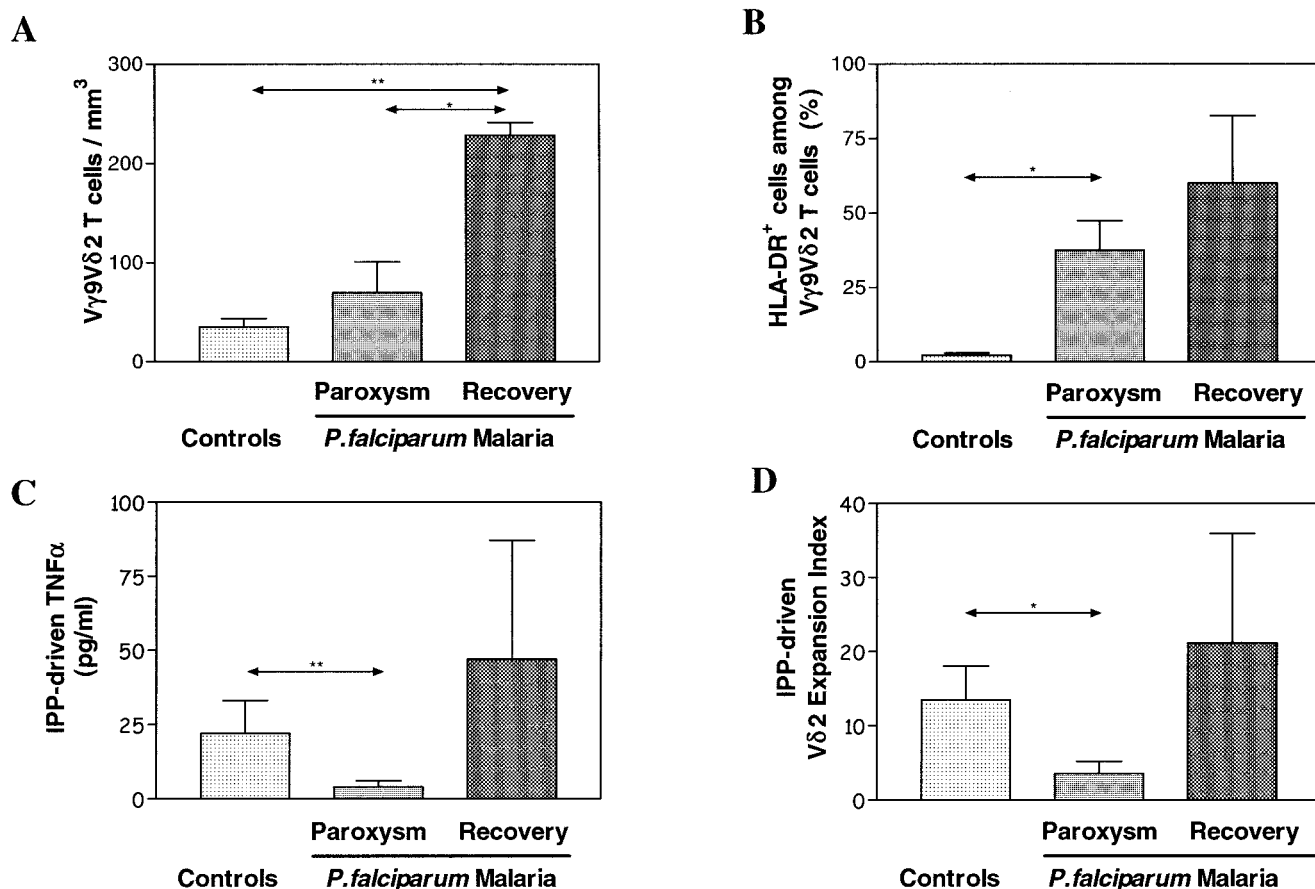 A
Vγ9Vδ2 T cells / mm³
300
200
100
0
**
*
Paroxysm Recovery
Controls P.falciparum Malaria
B
HLA-DR⁺ cells among
Vγ9Vδ2 T cells (%)
100
75
50
25
0
*
Paroxysm Recovery
Controls P.falciparum Malaria
C
IPP-driven TNFα
(pg/ml)
100
75
50
25
0
**
Paroxysm Recovery
Controls P.falciparum Malaria
D
IPP-driven
Vδ2 Expansion Index
40
30
20
10
0
*
Paroxysm Recovery
Controls P.falciparum Malaria